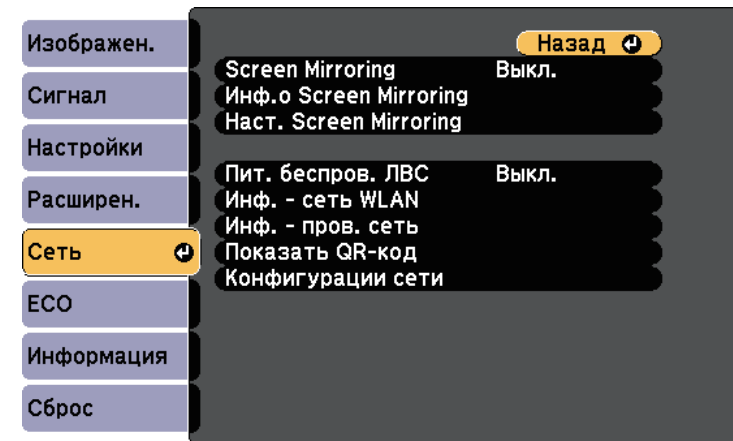 Изображен.
Сигнал
Настройки
Расширен.
Сеть
ECO
Информация
Сброс
Назад
Screen Mirroring Выкл.
Инф.о Screen Mirroring
Наст. Screen Mirroring
Пит. беспров. ЛВС Выкл.
Инф. - сеть WLAN
Инф. - пров. сеть
Показать QR-код
Конфигурации сети